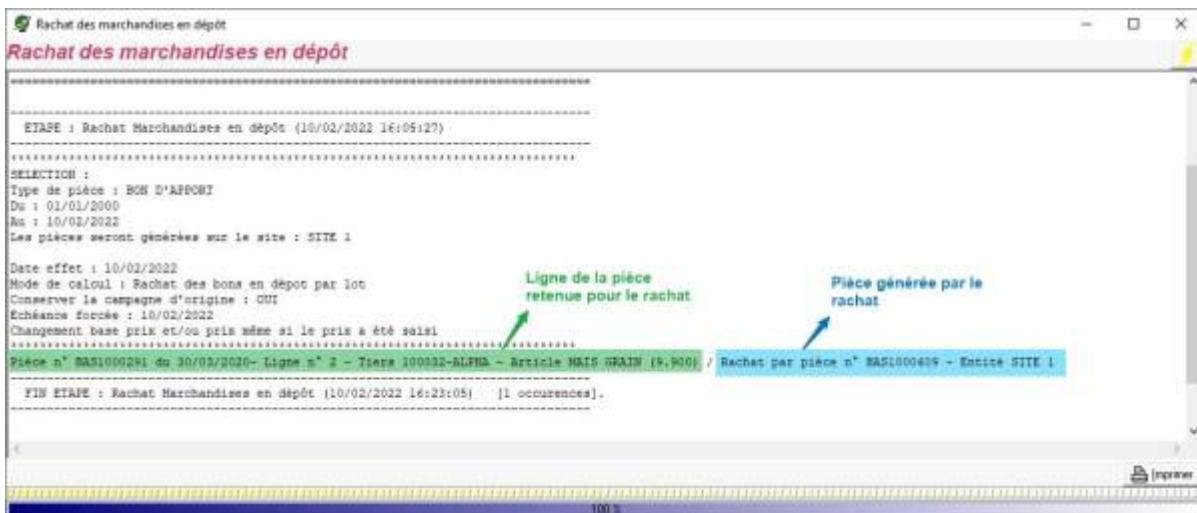 Rachat des marchandises en dépôt
Rachat des marchandises en dépôt
ETAPE : Rachat Marchandises en dépôt (10/02/2022 16:05:27)
SELECTION :
Type de pièce : BON D'APPORT
Du : 01/01/2000
Au : 10/02/2022
Les pièces seront générées sur le site : SITE 1
Date effet : 10/02/2022
Mode de calcul : Rachat des bons en dépot par lot
Conserver la campagne d'origine : OUI
Echéance forcée : 10/02/2022
Changement base prix et/ou prix même si le prix a été saisi
Ligne de la pièce
retenue pour le rachat
Pièce générée par le
rachat
Pièce n° BAS1000291 du 30/03/2020- Ligne n° 2 - Tiers 100032-ALPHA - Article MAIS GRAIN (9.900) / Rachat par pièce n° BAS1000409 - Entité SITE 1
FIN ETAPE : Rachat Marchandises en dépôt (10/02/2022 16:23:05) [1 occurences].
Imprimer
100 %